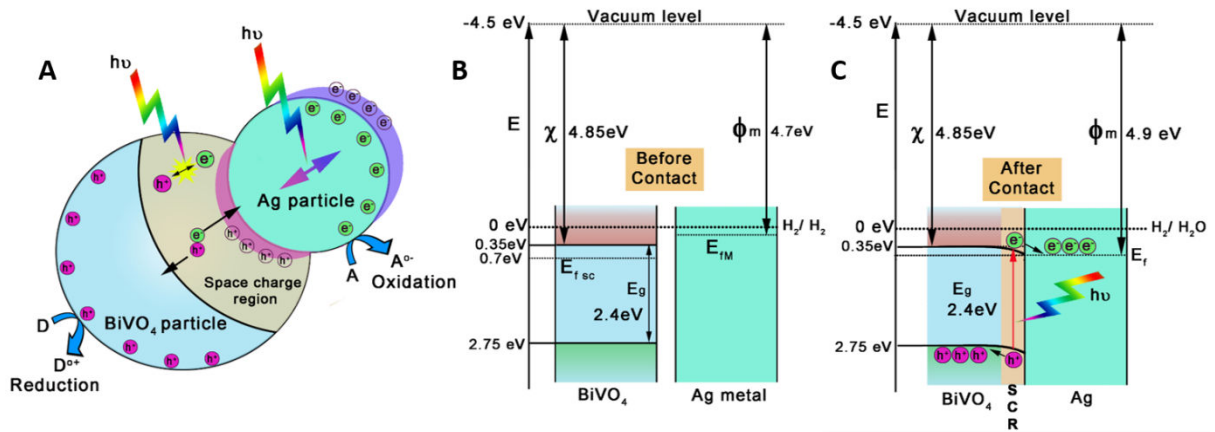 A
hυ
hυ
e⁻ e⁻ e⁻ e⁻
e⁻
e⁻
e⁻
e⁻
e⁻
e⁻
h⁺
h⁺
h⁺
h⁺
h⁺
e⁻
h⁺
Ag particle
e⁻
h⁺
h⁺ h⁺ h⁺ h⁺
Space charge
region
BiVO₄ particle
A
A°⁻
Oxidation
D
D°⁺
Reduction
h⁺
h⁺
h⁺
h⁺
h⁺
B
-4.5 eV
Vacuum level
E
χ 4.85eV
ϕm 4.7eV
Before
Contact
0 eV
H₂/ H₂
0.35eV
0.7eV
E f sc
EfM
Eg
2.4eV
2.75 eV
BiVO₄
Ag metal
C
-4.5 eV
Vacuum level
E
χ 4.85eV
ϕm 4.9 eV
After
Contact
0 eV
H₂/ H₂O
0.35eV
e⁻ e⁻ e⁻ e⁻
Ef
Eg
2.4eV
hυ
2.75 eV
h⁺ h⁺ h⁺ h⁺
BiVO₄
S
C
R
Ag